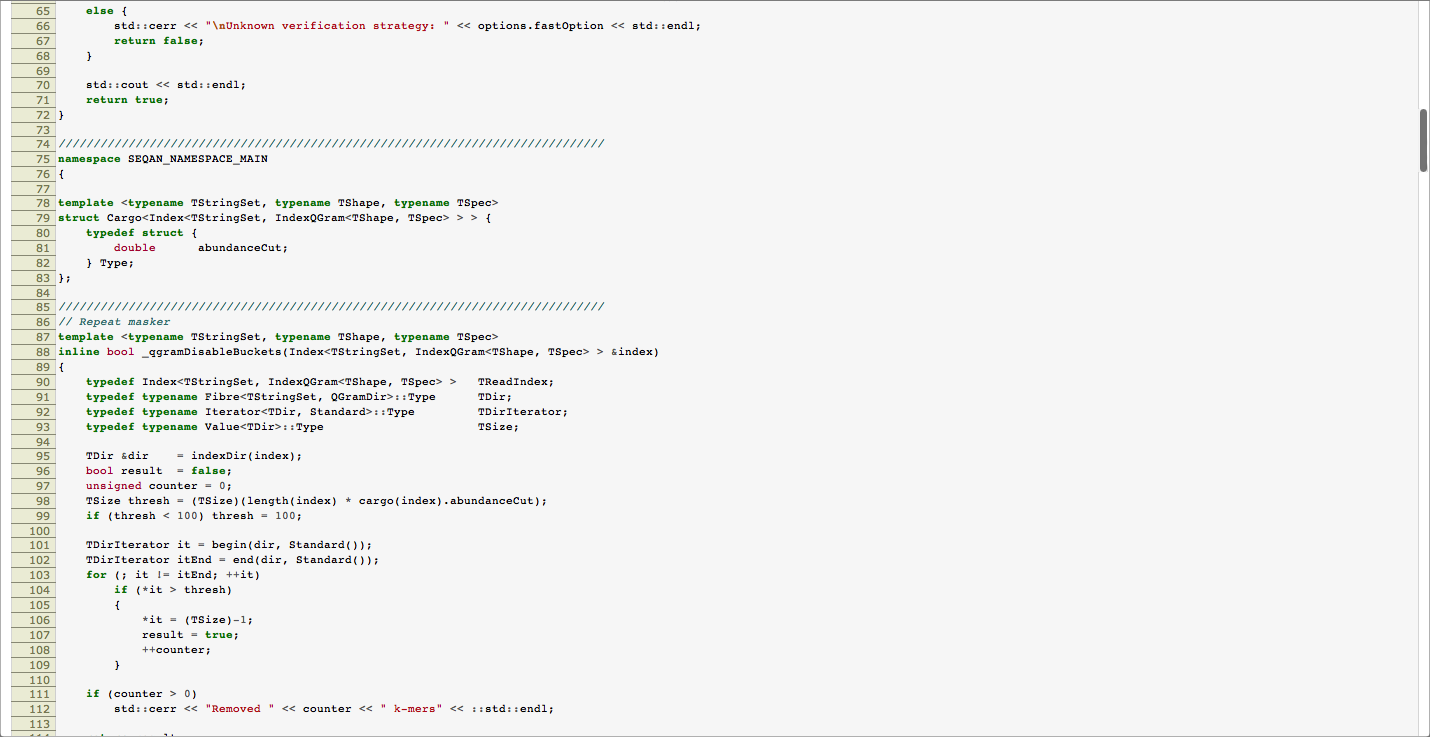 65     else {
66         std::cerr << "\nUnknown verification strategy: " << options.fastOption << std::endl;
67         return false;
68     }
69
70     std::cout << std::endl;
71     return true;
72 }
73
74 //////////////////////////////////////////////////////////////////////////////
75 namespace SEQAN_NAMESPACE_MAIN
76 {
77
78 template <typename TStringSet, typename TShape, typename TSpec>
79 struct Cargo<Index<TStringSet, IndexQGram<TShape, TSpec> > > {
80     typedef struct {
81         double      abundanceCut;
82     } Type;
83 };
84
85 //////////////////////////////////////////////////////////////////////////////
86 // Repeat masker
87 template <typename TStringSet, typename TShape, typename TSpec>
88 inline bool _qgramDisableBuckets(Index<TStringSet, IndexQGram<TShape, TSpec> > &index)
89 {
90     typedef Index<TStringSet, IndexQGram<TShape, TSpec> >   TReadIndex;
91     typedef typename Fibre<TStringSet, QGramDir>::Type      TDir;
92     typedef typename Iterator<TDir, Standard>::Type         TDirIterator;
93     typedef typename Value<TDir>::Type                      TSize;
94
95     TDir &dir    = indexDir(index);
96     bool result  = false;
97     unsigned counter = 0;
98     TSize thresh = (TSize)(length(index) * cargo(index).abundanceCut);
99     if (thresh < 100) thresh = 100;
100
101     TDirIterator it = begin(dir, Standard());
102     TDirIterator itEnd = end(dir, Standard());
103     for (; it != itEnd; ++it)
104         if (*it > thresh)
105         {
106             *it = (TSize)-1;
107             result = true;
108             ++counter;
109         }
110
111     if (counter > 0)
112         std::cerr << "Removed " << counter << " k-mers" << ::std::endl;
113